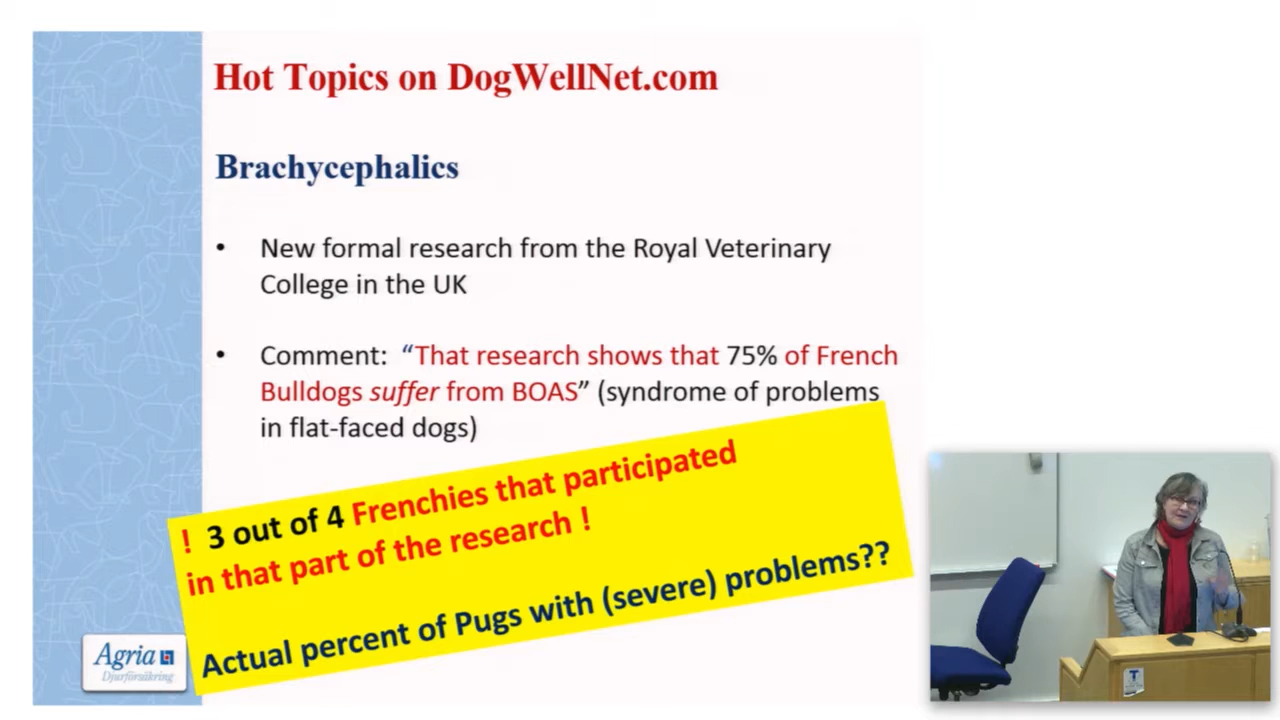 Hot Topics on DogWellNet.com
Brachycephalics
• New formal research from the Royal Veterinary
College in the UK
• Comment: “That research shows that 75% of French
Bulldogs suffer from BOAS” (syndrome of problems
in flat-faced dogs)
! 3 out of 4 Frenchies that participated
in that part of the research !
Actual percent of Pugs with (severe) problems??
Agria
Djurförsäkring